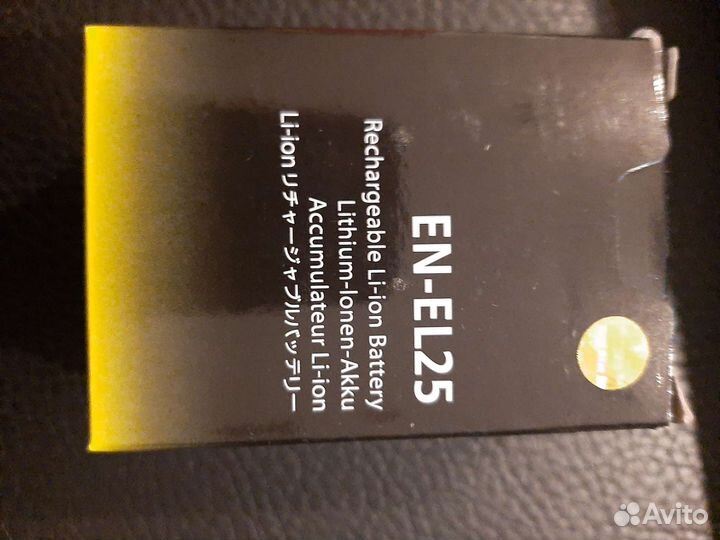 EN-EL25
Rechargeable Li-ion Battery
Lithium-Ionen-Akku
Accumulateur Li-ion
Li-ion リチャージャブルバッテリー
Avito